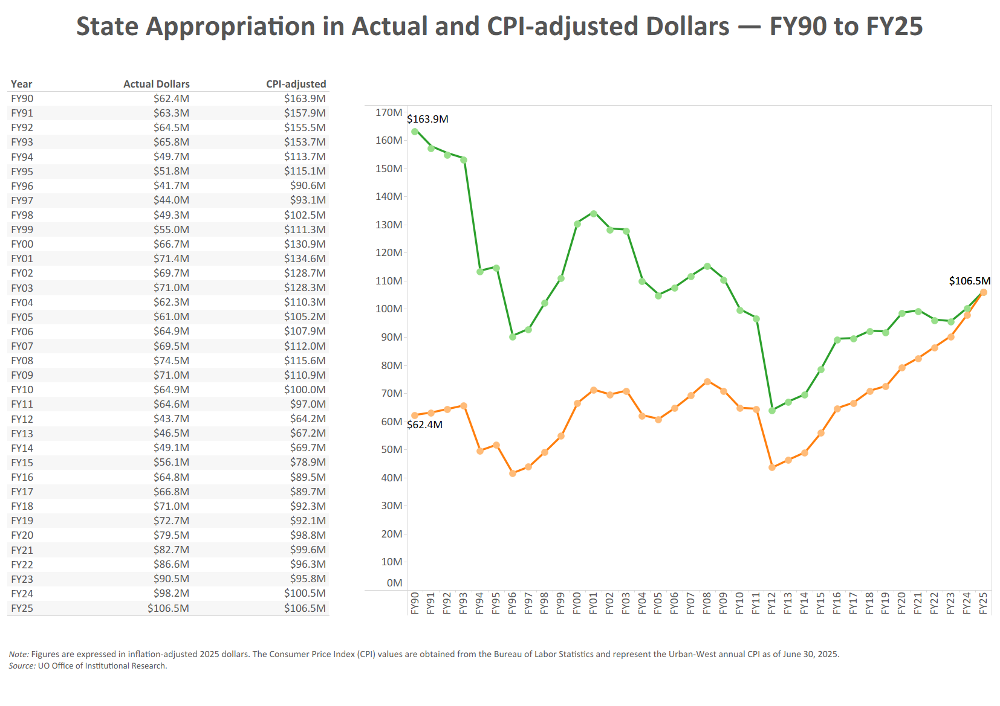 State Appropriation in Actual and CPI-adjusted Dollars — FY90 to FY25
Year Actual Dollars CPI-adjusted
FY90 $62.4M $163.9M
FY91 $63.3M $157.9M
FY92 $64.5M $155.5M
FY93 $65.8M $153.7M
FY94 $49.7M $113.7M
FY95 $51.8M $115.1M
FY96 $41.7M $90.6M
FY97 $44.0M $93.1M
FY98 $49.3M $102.5M
FY99 $55.0M $111.3M
FY00 $66.7M $130.9M
FY01 $71.4M $134.6M
FY02 $69.7M $128.7M
FY03 $71.0M $128.3M
FY04 $62.3M $110.3M
FY05 $61.0M $105.2M
FY06 $64.9M $107.9M
FY07 $69.5M $112.0M
FY08 $74.5M $115.6M
FY09 $71.0M $110.9M
FY10 $64.9M $100.0M
FY11 $64.6M $97.0M
FY12 $43.7M $64.2M
FY13 $46.5M $67.2M
FY14 $49.1M $69.7M
FY15 $56.1M $78.9M
FY16 $64.8M $89.5M
FY17 $66.8M $89.7M
FY18 $71.0M $92.3M
FY19 $72.7M $92.1M
FY20 $79.5M $98.8M
FY21 $82.7M $99.6M
FY22 $86.6M $96.3M
FY23 $90.5M $95.8M
FY24 $98.2M $100.5M
FY25 $106.5M $106.5M
170M
160M
150M
140M
130M
120M
110M
100M
90M
80M
70M
60M
50M
40M
30M
20M
10M
0M
$163.9M
$106.5M
$62.4M
FY90 FY91 FY92 FY93 FY94 FY95 FY96 FY97 FY98 FY99 FY00 FY01 FY02 FY03 FY04 FY05 FY06 FY07 FY08 FY09 FY10 FY11 FY12 FY13 FY14 FY15 FY16 FY17 FY18 FY19 FY20 FY21 FY22 FY23 FY24 FY25
Note: Figures are expressed in inflation-adjusted 2025 dollars. The Consumer Price Index (CPI) values are obtained from the Bureau of Labor Statistics and represent the Urban-West annual CPI as of June 30, 2025.
Source: UO Office of Institutional Research.